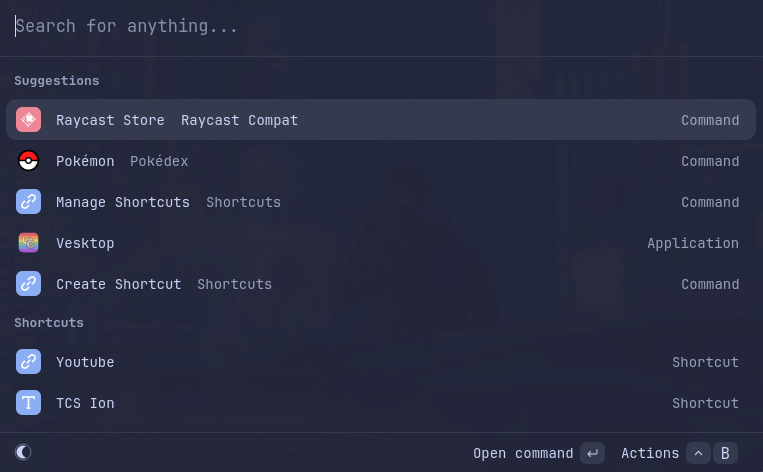 Search for anything...
Suggestions
Raycast Store Raycast Compat Command
Pokémon Pokédex Command
Manage Shortcuts Shortcuts Command
Vesktop Application
Create Shortcut Shortcuts Command
Shortcuts
Youtube Shortcut
T TCS Ion Shortcut
Open command ↵ Actions ^ B